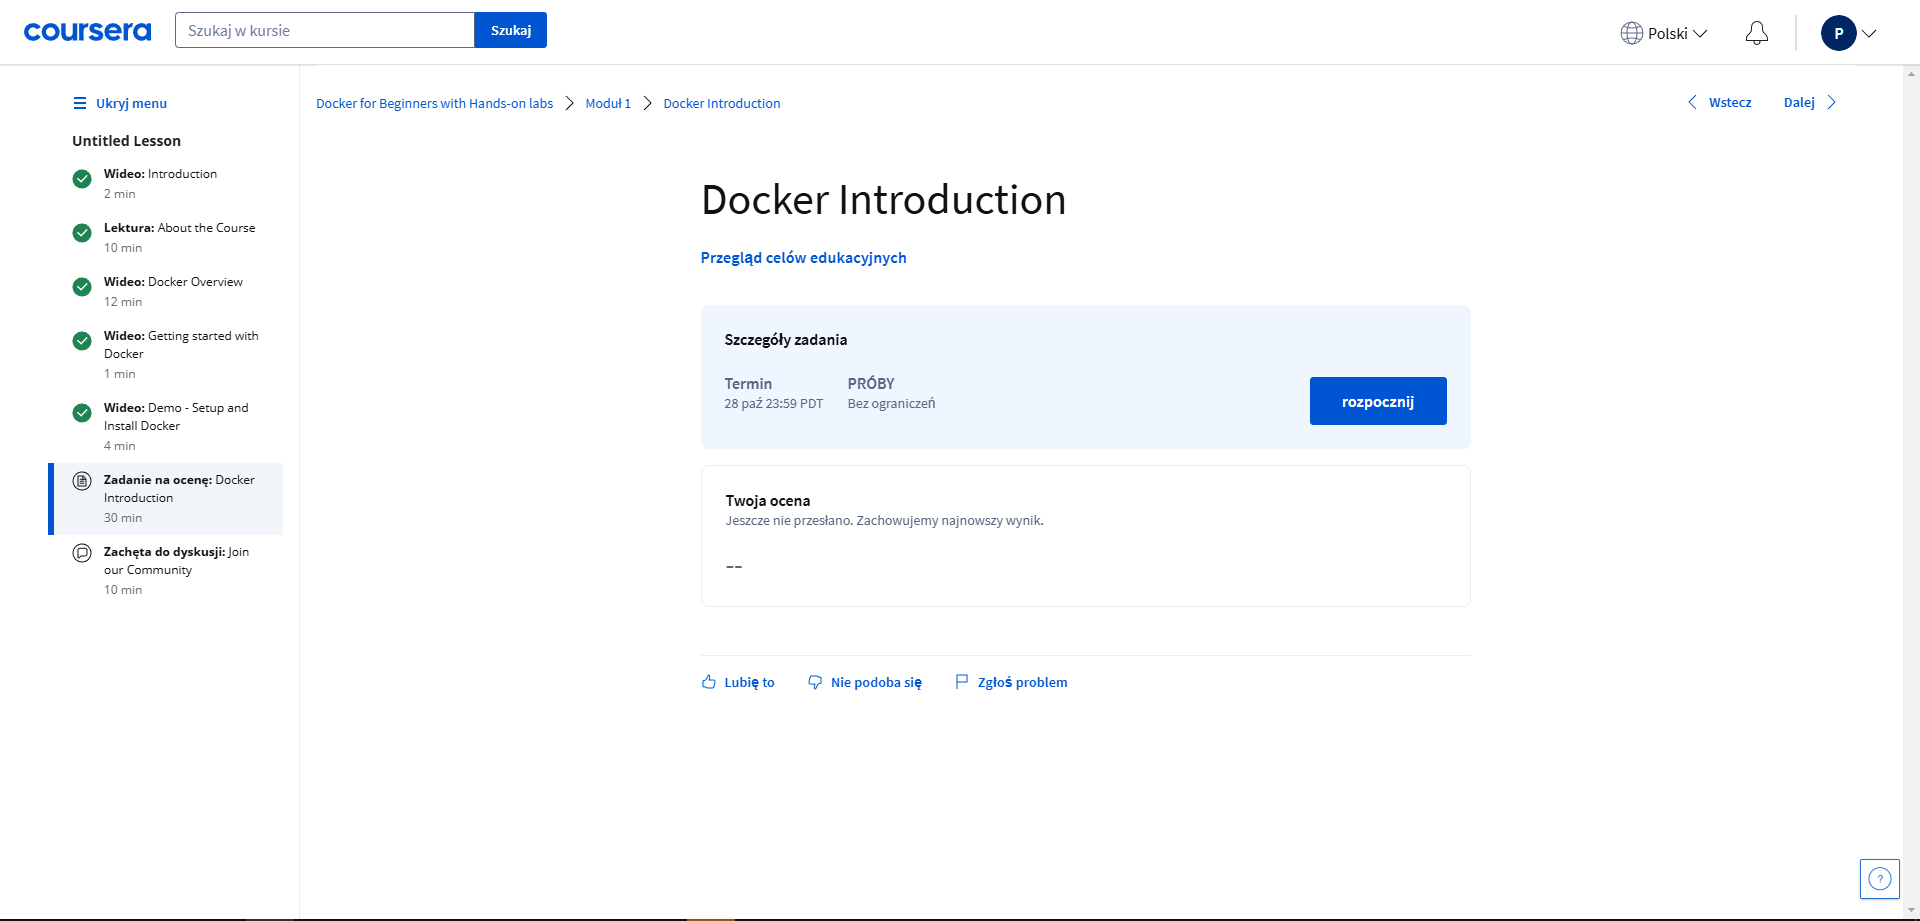 coursera
Szukaj w kursie
Szukaj
Polski
P
Ukryj menu
Untitled Lesson
Wideo: Introduction
2 min
Lektura: About the Course
10 min
Wideo: Docker Overview
12 min
Wideo: Getting started with
Docker
1 min
Wideo: Demo - Setup and
Install Docker
4 min
Zadanie na ocenę: Docker
Introduction
30 min
Zachęta do dyskusji: Join
our Community
10 min
Docker for Beginners with Hands-on labs
Moduł 1
Docker Introduction
Wstecz
Dalej
Docker Introduction
Przegląd celów edukacyjnych
Szczegóły zadania
Termin
28 paź 23:59 PDT
PRÓBY
Bez ograniczeń
rozpocznij
Twoja ocena
Jeszcze nie przesłano. Zachowujemy najnowszy wynik.
--
Lubię to
Nie podoba się
Zgłoś problem
?